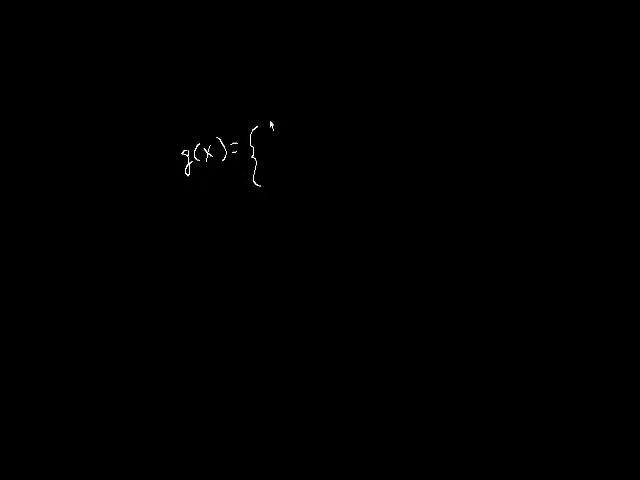 g(x) = {